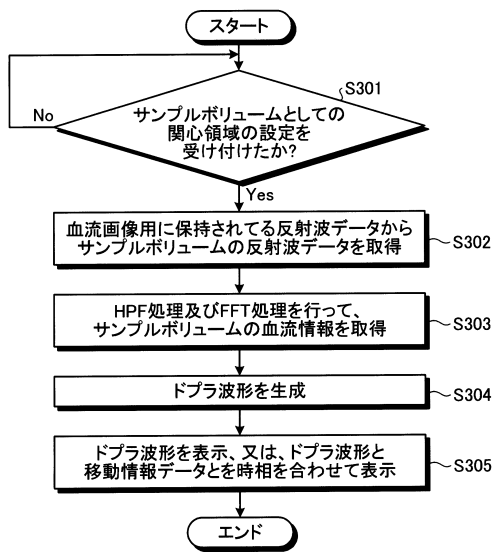 スタート
S301
サンプルボリュームとしての
関心領域の設定を
受け付けたか?
No
Yes
血流画像用に保持されてる反射波データから
サンプルボリュームの反射波データを取得
S302
HPF処理及びFFT処理を行って、
サンプルボリュームの血流情報を取得
S303
ドプラ波形を生成
S304
ドプラ波形を表示、又は、ドプラ波形と
移動情報データとを時相を合わせて表示
S305
エンド